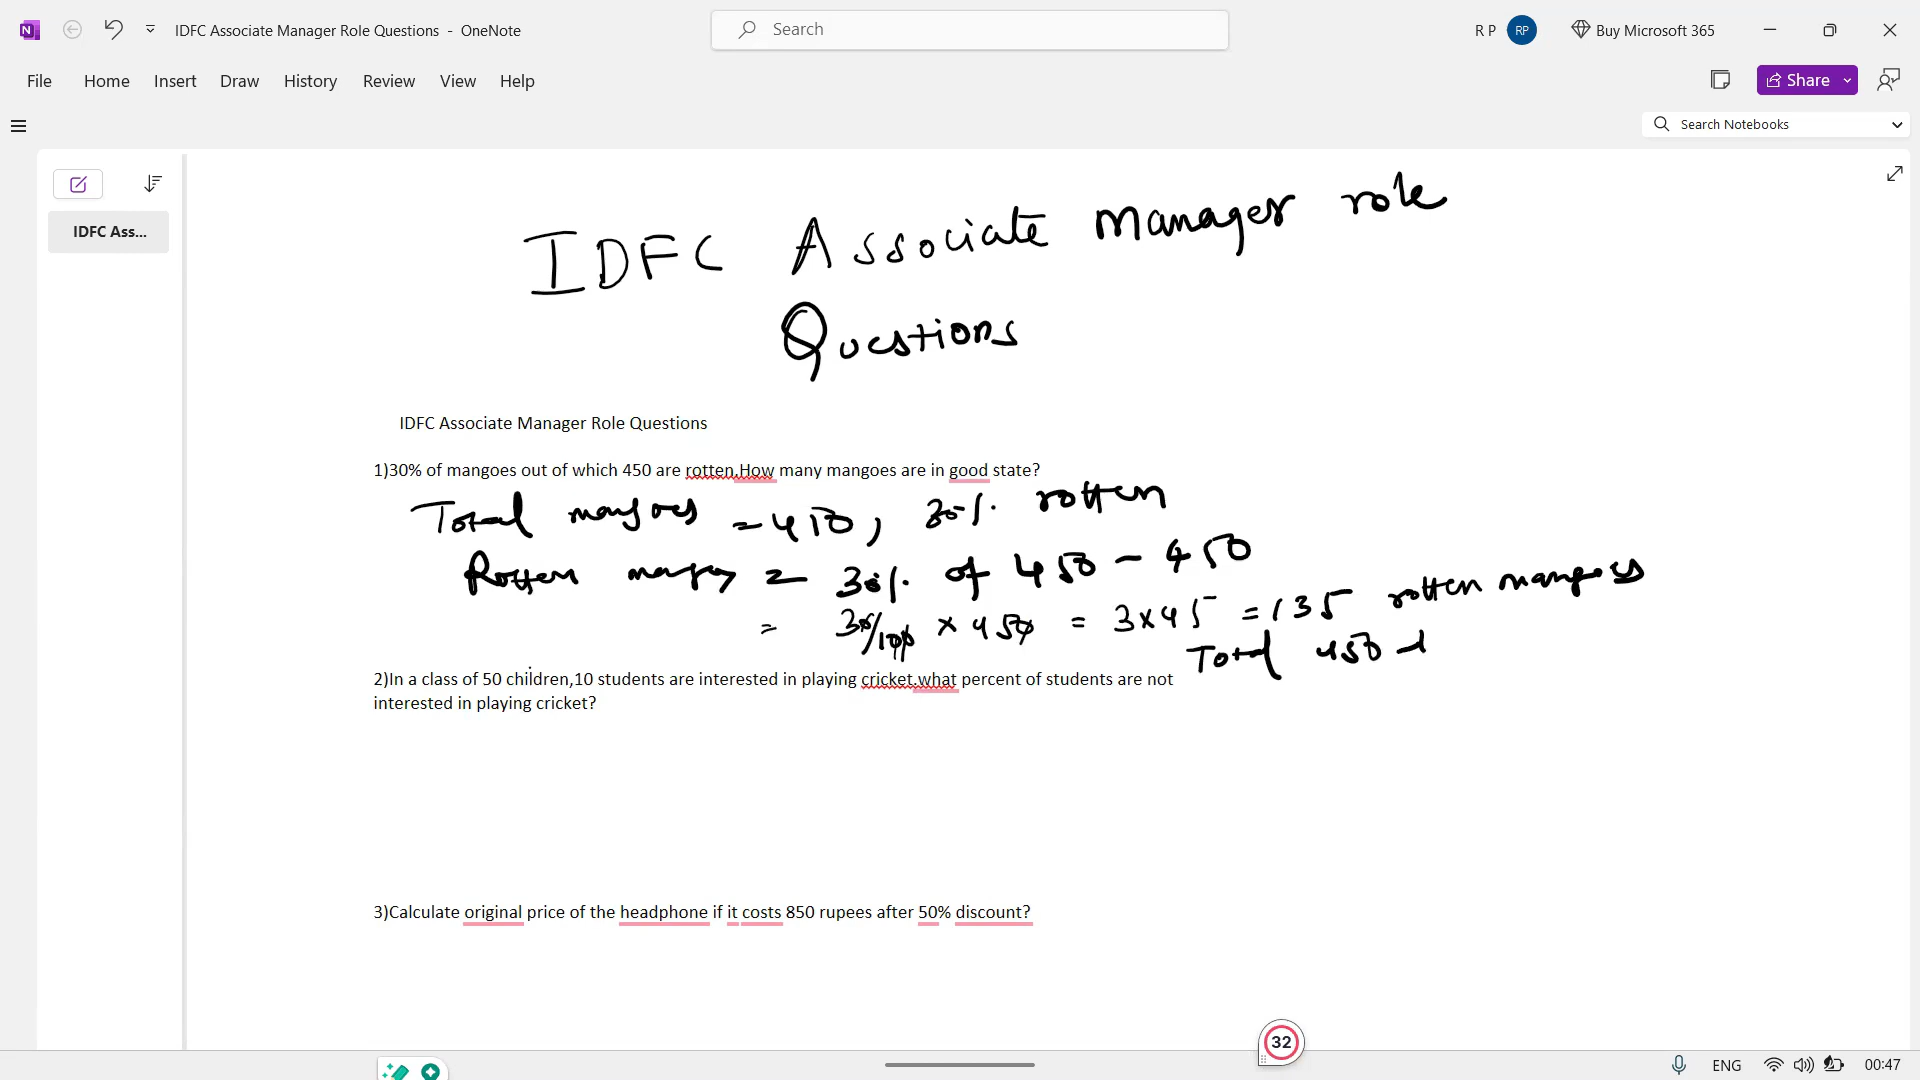 IDFC Associate Manager Role Questions - OneNote
Search
R P
RP
Buy Microsoft 365
File Home Insert Draw History Review View Help
Share
Search Notebooks
IDFC Ass...
IDFC Associate Manager role
Questions
IDFC Associate Manager Role Questions
1)30% of mangoes out of which 450 are rotten.How many mangoes are in good state?
Total mangoes = 450, 30%. rotten
Rotten = 30%. of 450 - 450
= 30/100 × 450 = 3×45 = 135 rotten mangoes
Total 450
2)In a class of 50 children,10 students are interested in playing cricket.what percent of students are not
interested in playing cricket?
3)Calculate original price of the headphone if it costs 850 rupees after 50% discount?
32
ENG
00:47